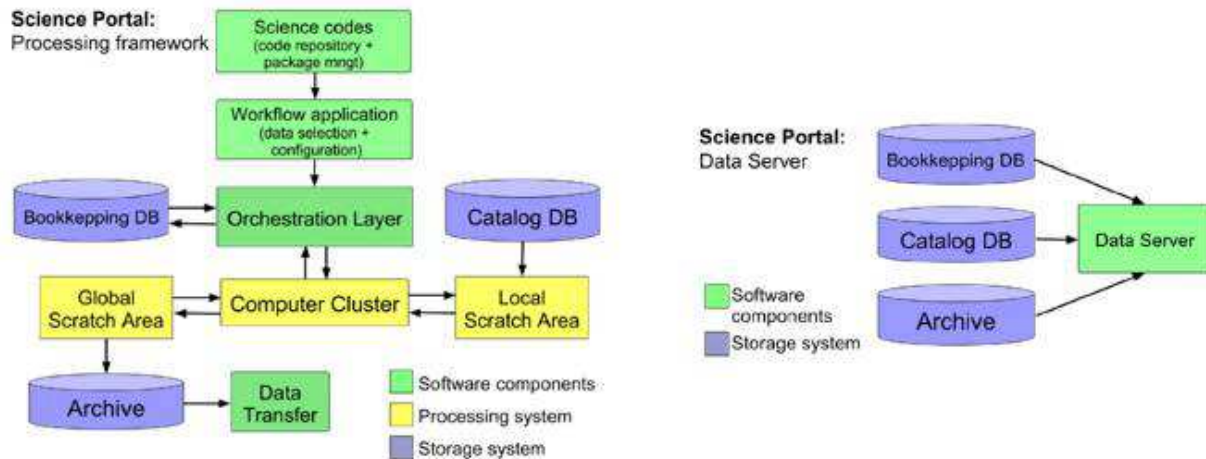 Science Portal:
Processing framework
Science codes
(code repository +
package mngt)
Workflow application
(data selection +
configuration)
Bookkepping DB
Orchestration Layer
Catalog DB
Global
Scratch Area
Computer Cluster
Local
Scratch Area
Archive
Data
Transfer
Software components
Processing system
Storage system
Science Portal:
Data Server
Bookkepping DB
Catalog DB
Data Server
Archive
Software
components
Storage system